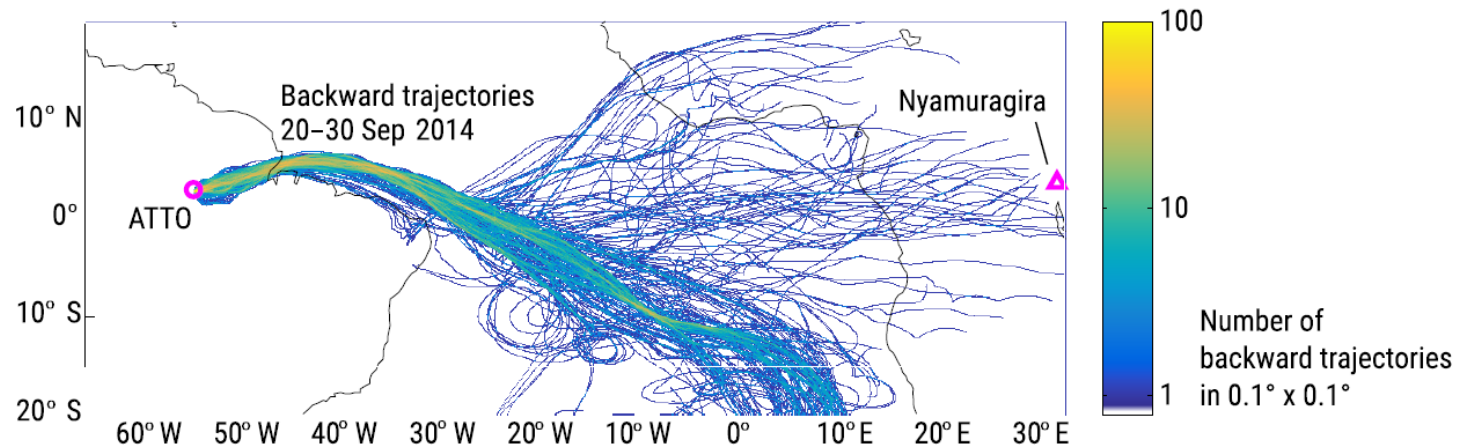 100
Backward trajectories
20–30 Sep 2014
Nyamuragira
10° N
ATTO
0°
10
10° S
Number of
backward trajectories
in 0.1° x 0.1°
1
20° S
60° W 50° W 40° W 30° W 20° W 10° W 0° 10° E 20° E 30° E